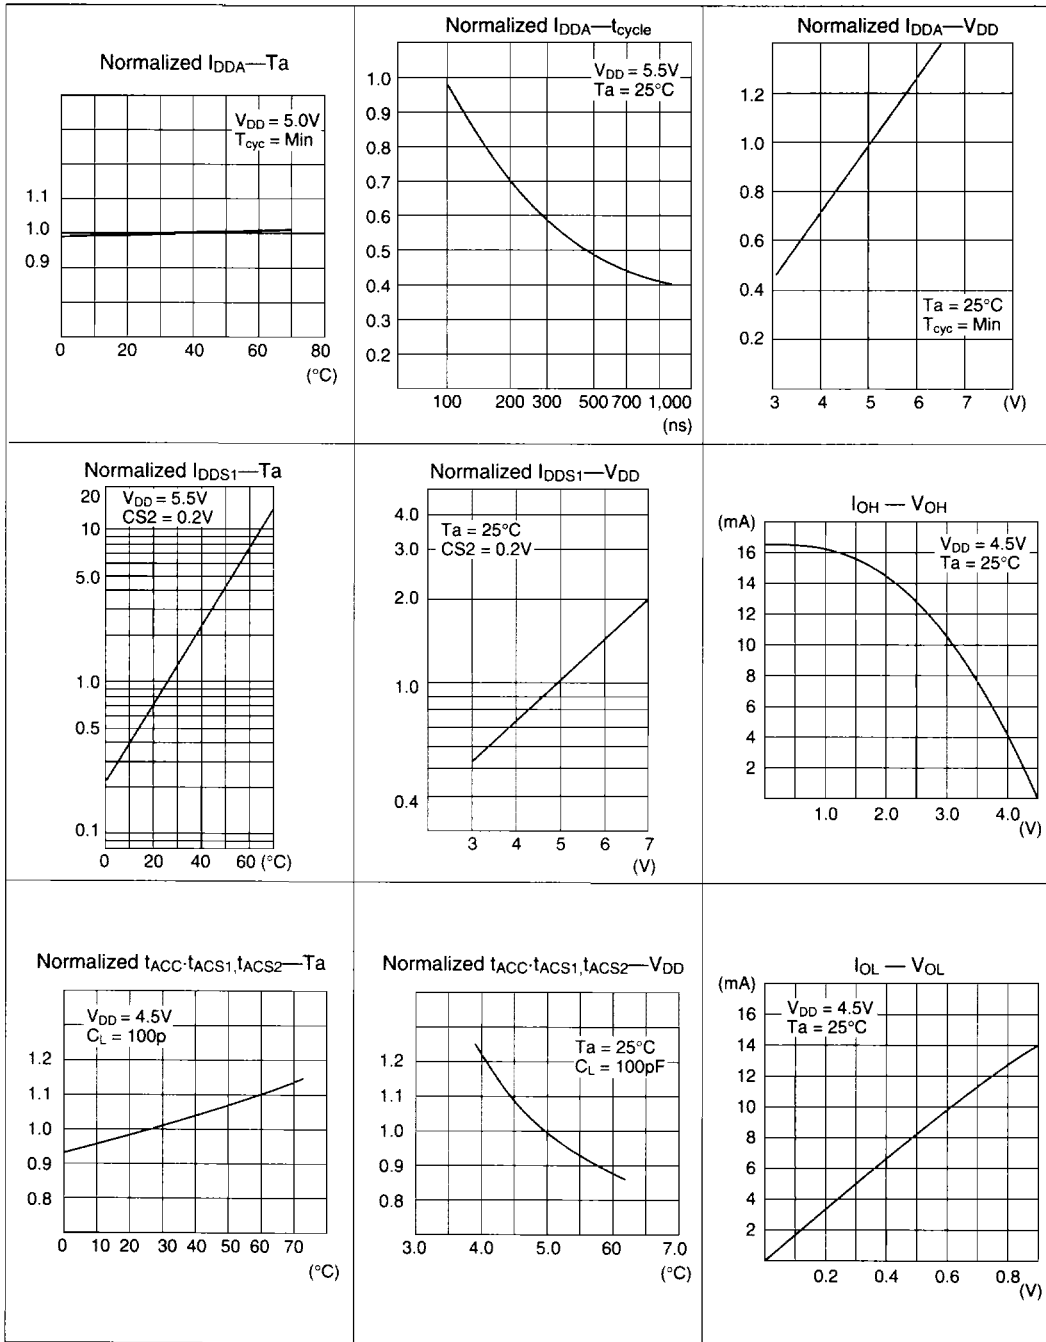 Normalized IDDA—Ta
VDD = 5.0V
Tcyc = Min
1.1
1.0
0.9
0 20 40 60 80
(°C)
Normalized IDDA—tcycle
VDD = 5.5V
Ta = 25°C
1.0
0.9
0.8
0.7
0.6
0.5
0.4
0.3
0.2
100 200 300 500 700 1,000
(ns)
Normalized IDDA—VDD
1.2
1.0
0.8
0.6
0.4
0.2
Ta = 25°C
Tcyc = Min
3 4 5 6 7 (V)
Normalized IDDS1—Ta
VDD = 5.5V
CS2 = 0.2V
20
10
5.0
1.0
0.5
0.1
0 20 40 60 (°C)
Normalized IDDS1—VDD
Ta = 25°C
CS2 = 0.2V
4.0
3.0
2.0
1.0
0.4
3 4 5 6 7
(V)
IOH — VOH
(mA)
VDD = 4.5V
Ta = 25°C
16
14
12
10
8
6
4
2
1.0 2.0 3.0 4.0
(V)
Normalized tACC·tACS1,tACS2—Ta
VDD = 4.5V
CL = 100p
1.2
1.1
1.0
0.9
0.8
0 10 20 30 40 50 60 70
(°C)
Normalized tACC·tACS1,tACS2—VDD
Ta = 25°C
CL = 100pF
1.2
1.1
1.0
0.9
0.8
3.0 4.0 5.0 6.0 7.0
(°C)
IOL — VOL
(mA)
VDD = 4.5V
Ta = 25°C
16
14
12
10
8
6
4
2
0.2 0.4 0.6 0.8
(V)